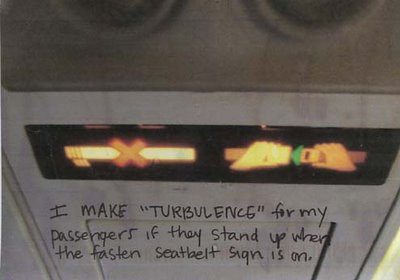 I MAKE "TURBULENCE" for my
passengers if they stand up when
the fasten seatbelt sign is on.